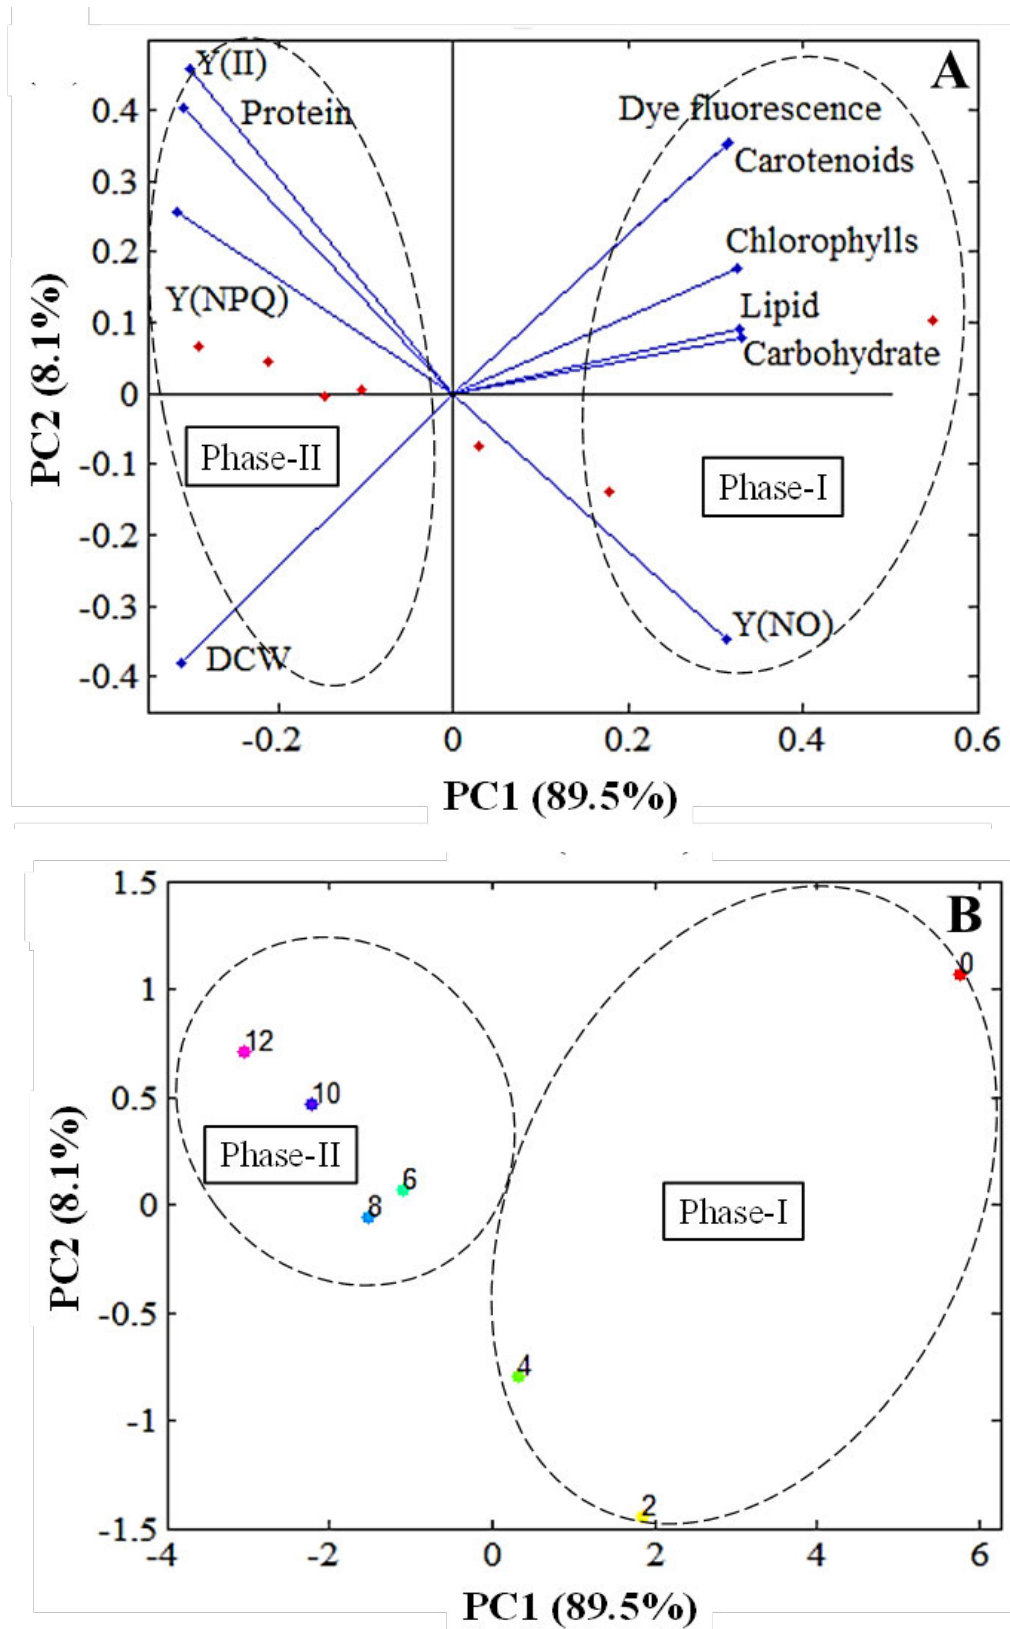 A
Y(II)
Protein
Dye fluorescence
Carotenoids
Chlorophylls
Lipid
Carbohydrate
Y(NPQ)
Phase-II
Phase-I
Y(NO)
DCW
0.4
0.3
0.2
0.1
0
-0.1
-0.2
-0.3
-0.4
PC2 (8.1%)
-0.2
0
0.2
0.4
0.6
PC1 (89.5%)
B
0
12
10
Phase-II
6
8
Phase-I
4
2
1.5
1
0.5
0
-0.5
-1
-1.5
PC2 (8.1%)
-4
-2
0
2
4
6
PC1 (89.5%)